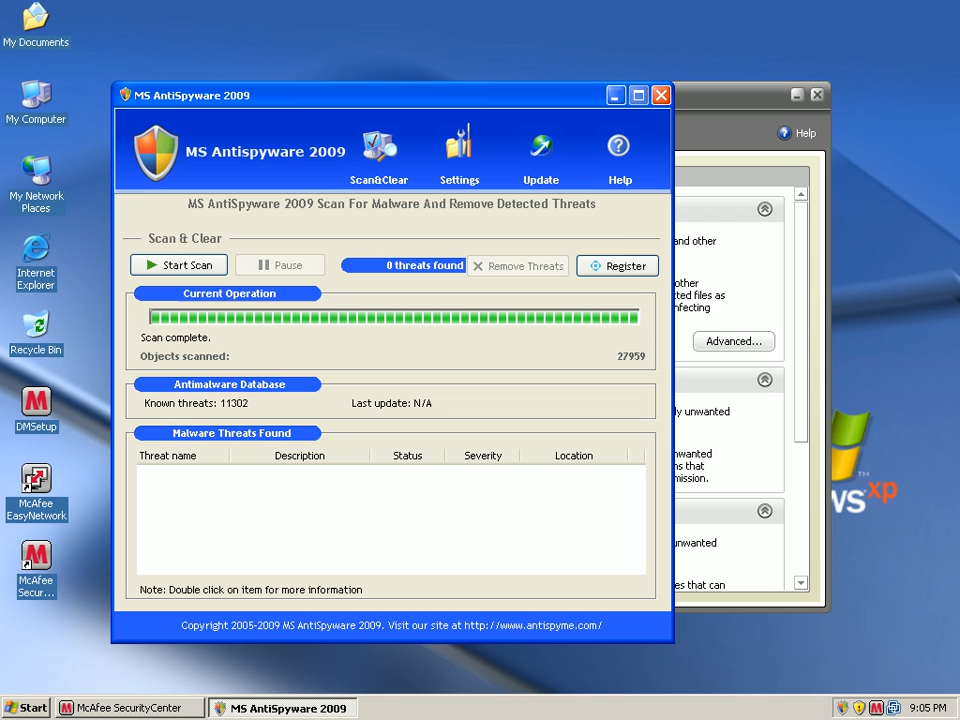 My Documents
My Computer
My Network
Places
Internet
Explorer
Recycle Bin
DMSetup
McAfee
EasyNetwork
McAfee
Secur...
MS AntiSpyware 2009
MS Antispyware 2009
Scan&Clear
Settings
Update
Help
MS AntiSpyware 2009 Scan For Malware And Remove Detected Threats
Scan & Clear
Start Scan
Pause
0 threats found
Remove Threats
Register
Current Operation
Scan complete.
Objects scanned: 27959
Antimalware Database
Known threats: 11302 Last update: N/A
Malware Threats Found
Threat name Description Status Severity Location
Note: Double click on item for more information
Copyright 2005-2009 MS AntiSpyware 2009. Visit our site at http://www.antispyme.com/
Help
and other
other
ted files as
nfecting
Advanced...
ly unwanted
nwanted
ns that
mission.
unwanted
es that can
ws xp
TM
Start
McAfee SecurityCenter
MS AntiSpyware 2009
9:05 PM